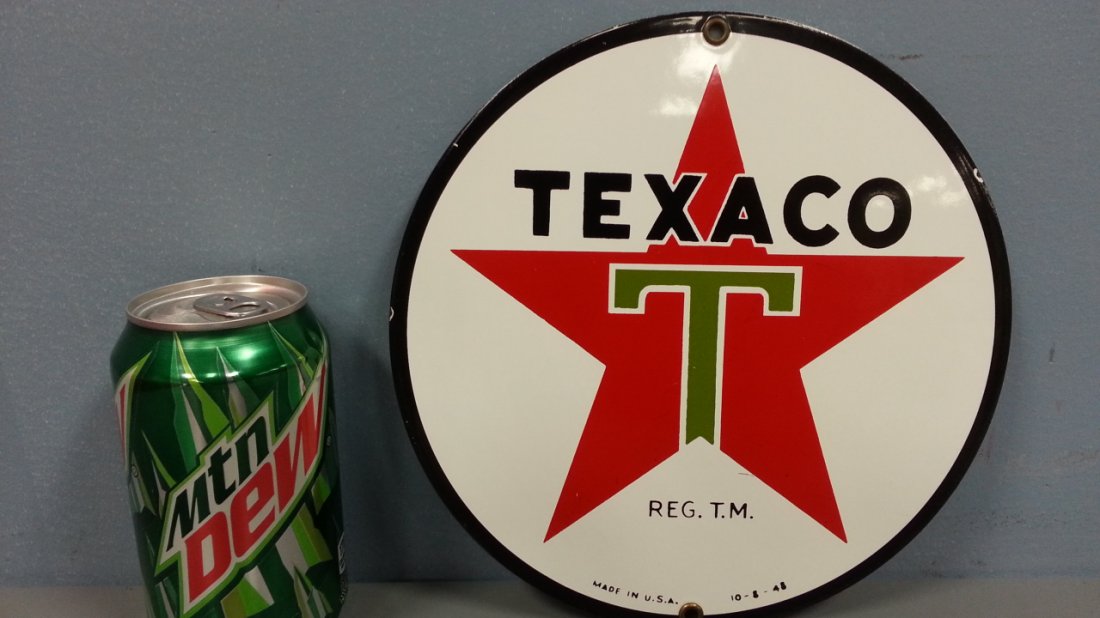 TEXACO
T
REG. T.M.
MADE IN U.S.A. 10-8-48
Mtn
DEW